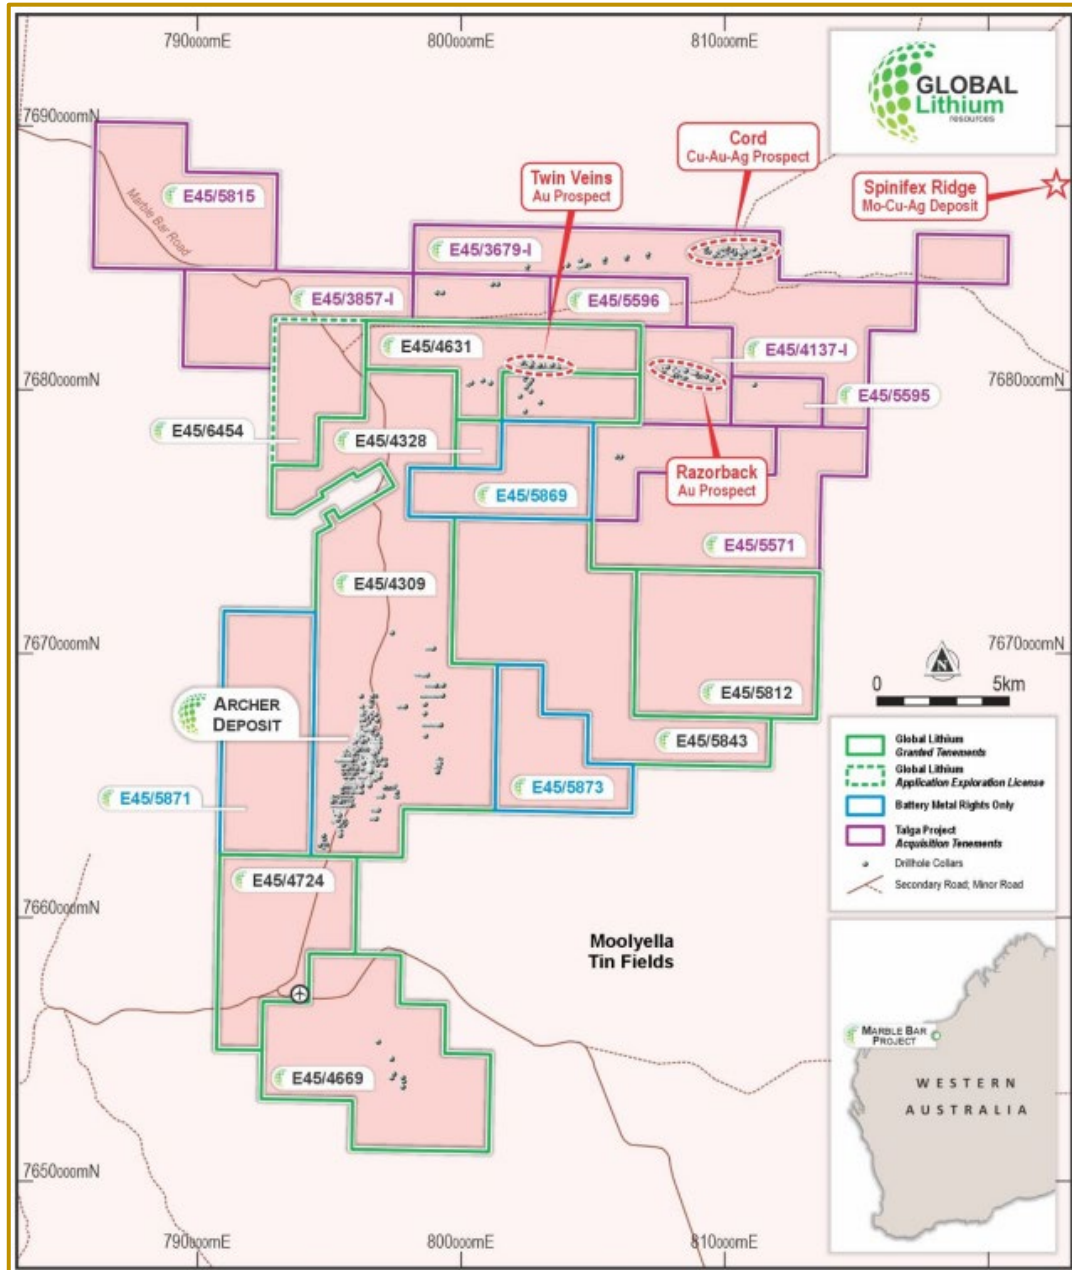 790000mE
800000mE
810000mE
GLOBAL
Lithium
resources
7690000mN
Cord
Cu-Au-Ag Prospect
Twin Veins
Au Prospect
Spinifex Ridge
Mo-Cu-Ag Deposit
E45/5815
Marble Bar
Road
E45/3679-I
E45/3857-I
E45/5596
E45/4631
E45/4137-I
7680000mN
7680000mN
E45/5595
E45/6454
E45/4328
Razorback
Au Prospect
E45/5869
E45/5571
E45/4309
7670000mN
7670000mN
0
5km
E45/5812
ARCHER
DEPOSIT
E45/5843
Global Lithium
Granted Tenements
Global Lithium
Application Exploration License
E45/5871
E45/5873
Battery Metal Rights Only
Talga Project
Acquisition Tenements
Drillhole Collars
Secondary Road; Minor Road
E45/4724
7660000mN
Moolyella
Tin Fields
MARBLE BAR
PROJECT
E45/4669
WESTERN
AUSTRALIA
7650000mN
790000mE
800000mE
810000mE